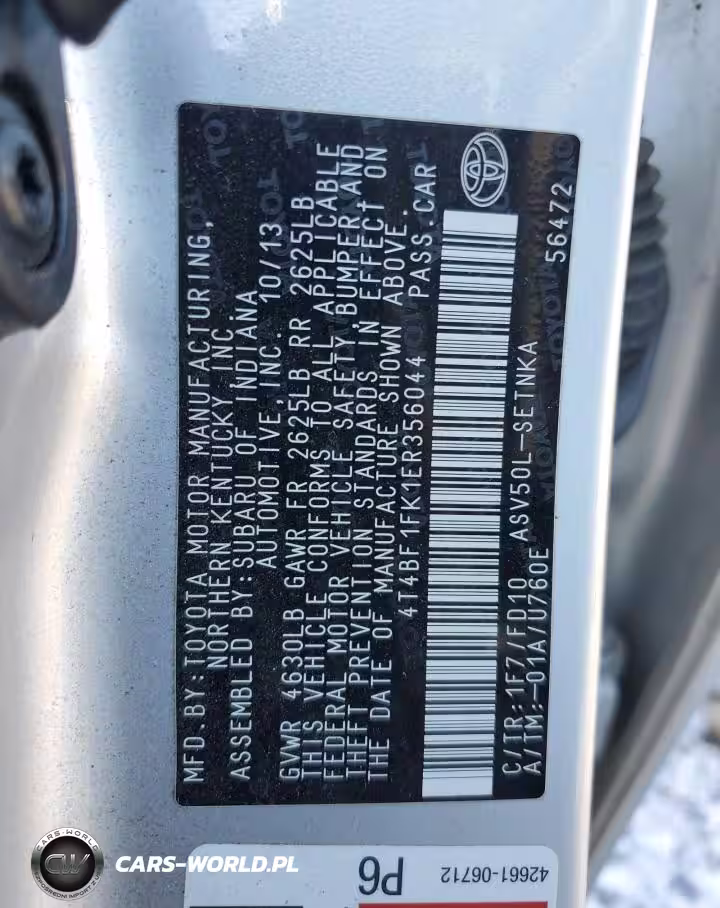 MFD.BY:TOYOTA MOTOR MANUFACTURING,
NORTHERN KENTUCKY INC.
ASSEMBLED BY:SUBARU OF INDIANA
AUTOMOTIVE,INC. 10/13
GVWR 4630LB GAWR FR 2625LB RR 2625LB
THIS VEHICLE CONFORMS TO ALL APPLICABLE
FEDERAL MOTOR VEHICLE SAFETY,BUMPER,AND
THEFT PREVENTION STANDARDS IN EFFECT ON
THE DATE OF MANUFACTURE SHOWN ABOVE.
4T4BF1FK1ER356044 PASS.CAR
C/TR:1F7/FD10 ASV50L-SETNKA
A/TM:-01A/U760E 56472
42661-06712
P6
CARS-WORLD
CW
CARS-WORLD.PL